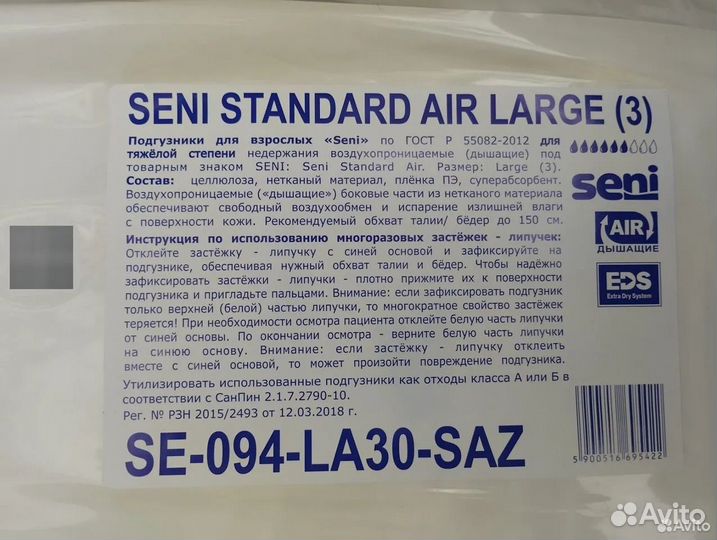 SENI STANDARD AIR LARGE (3)
Подгузники для взрослых «Seni» по ГОСТ Р 55082-2012 для
тяжёлой степени недержания воздухопроницаемые (дышащие) под
товарным знаком SENI: Seni Standard Air. Размер: Large (3).
Состав: целлюлоза, нетканый материал, плёнка ПЭ, суперабсорбент.
Воздухопроницаемые («дышащие») боковые части из нетканого материала
обеспечивают свободный воздухообмен и испарение излишней влаги
с поверхности кожи. Рекомендуемый обхват талии/ бёдер до 150 см.
seni
AIR
ДЫШАЩИЕ
EDS
Extra Dry System
Инструкция по использованию многоразовых застёжек - липучек:
Отклейте застёжку - липучку с синей основой и зафиксируйте на
подгузнике, обеспечивая нужный обхват талии и бёдер. Чтобы надёжно
зафиксировать застёжки - липучки - плотно прижмите их к поверхности
подгузника и пригладьте пальцами. Внимание: если зафиксировать подгузник
только верхней (белой) частью липучки, то многократное свойство застёжек
теряется! При необходимости осмотра пациента отклейте белую часть липучки
от синей основы. По окончании осмотра - верните белую часть липучки
на синюю основу. Внимание: если застёжку - липучку отклеить
вместе с синей основой, то может произойти повреждение подгузника.
Утилизировать использованные подгузники как отходы класса А или Б в
соответствии с СанПин 2.1.7.2790-10.
Рег. № РЗН 2015/2493 от 12.03.2018 г.
SE-094-LA30-SAZ
5 900516 695422
Avito